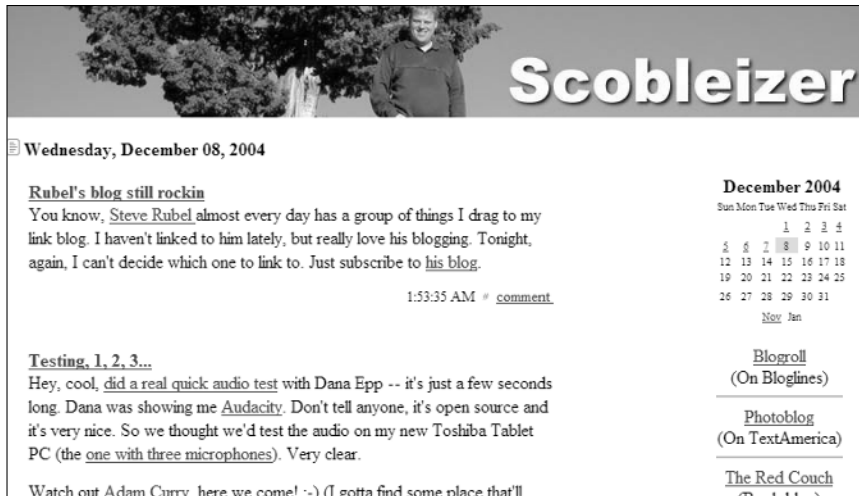 Scobleizer
Wednesday, December 08, 2004
Rubel's blog still rockin
You know, Steve Rubel almost every day has a group of things I drag to my
link blog. I haven't linked to him lately, but really love his blogging. Tonight,
again, I can't decide which one to link to. Just subscribe to his blog.
1:53:35 AM # comment
Testing, 1, 2, 3...
Hey, cool, did a real quick audio test with Dana Epp -- it's just a few seconds
long. Dana was showing me Audacity. Don't tell anyone, it's open source and
it's very nice. So we thought we'd test the audio on my new Toshiba Tablet
PC (the one with three microphones). Very clear.
Watch out Adam Curry, here we come! :-) (I gotta find some place that'll
December 2004
Sun Mon Tue Wed Thu Fri Sat
1 2 3 4
5 6 7 8 9 10 11
12 13 14 15 16 17 18
19 20 21 22 23 24 25
26 27 28 29 30 31
Nov Jan
Blogroll
(On Bloglines)
Photoblog
(On TextAmerica)
The Red Couch